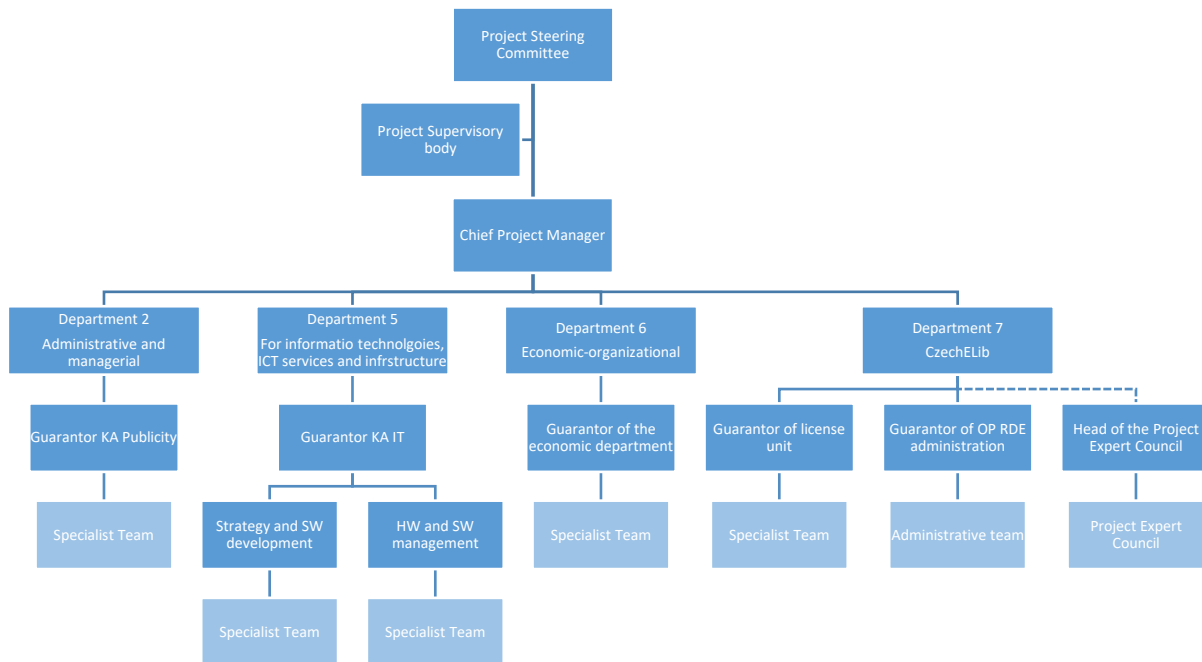 Project Steering
Committee
Project Supervisory
body
Chief Project Manager
Department 2
Administrative and
managerial
Department 5
For informatio technolgoies,
ICT services and infrstructure
Department 6
Economic-organizational
Department 7
CzechELib
Guarantor KA Publicity
Guarantor KA IT
Guarantor of the
economic department
Guarantor of license
unit
Guarantor of OP RDE
administration
Head of the Project
Expert Council
Specialist Team
Strategy and SW
development
HW and SW
management
Specialist Team
Specialist Team
Administrative team
Project Expert
Council
Specialist Team
Specialist Team